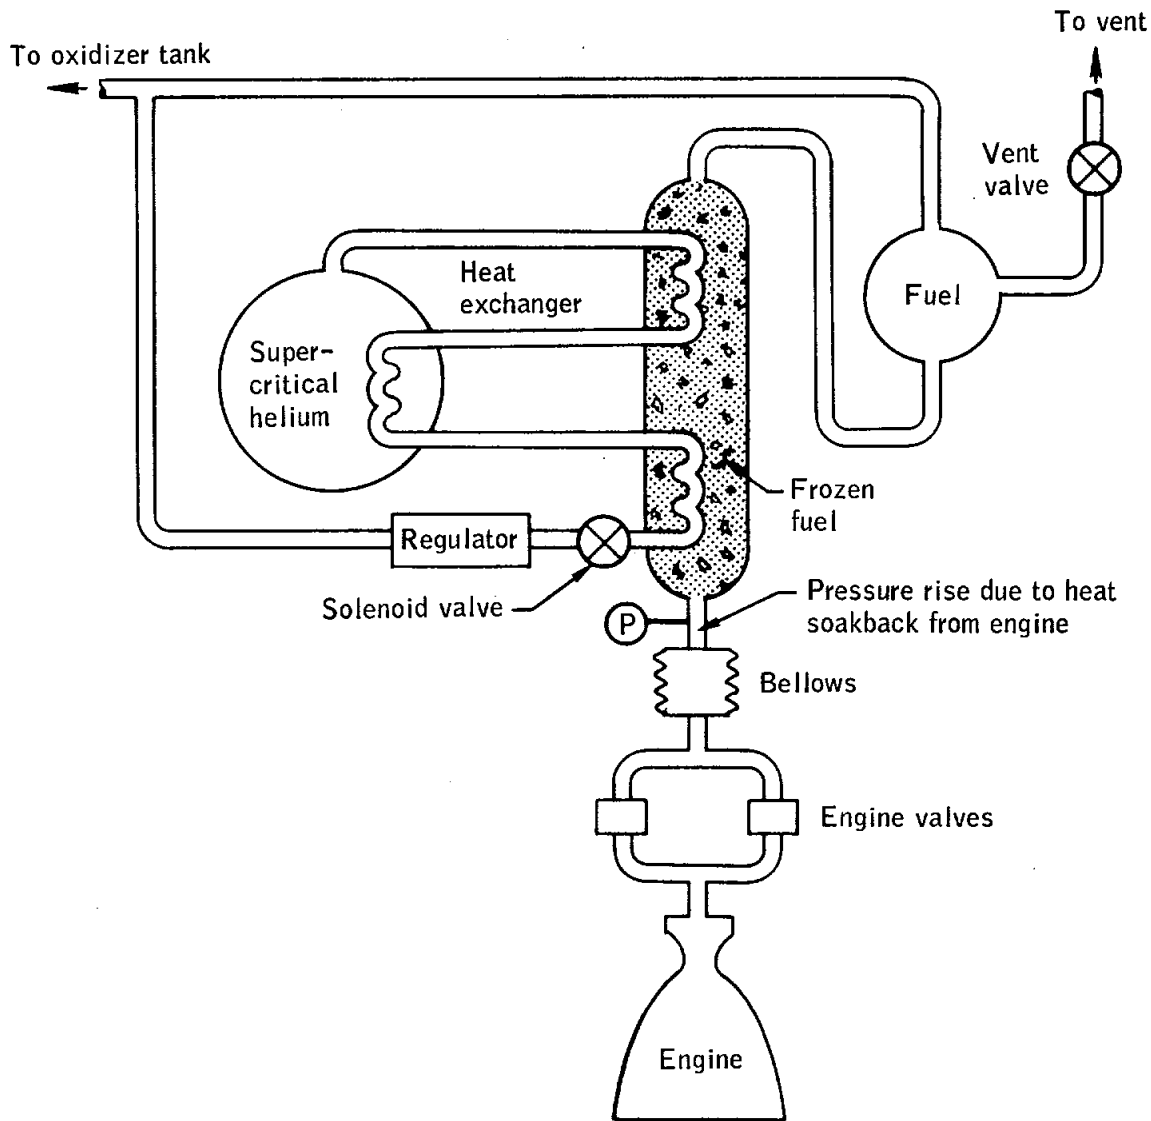 To vent
To oxidizer tank
Vent
valve
Heat
exchanger
Fuel
Super-
critical
helium
Frozen
fuel
Regulator
Solenoid valve
Pressure rise due to heat
soakback from engine
P
Bellows
Engine valves
Engine